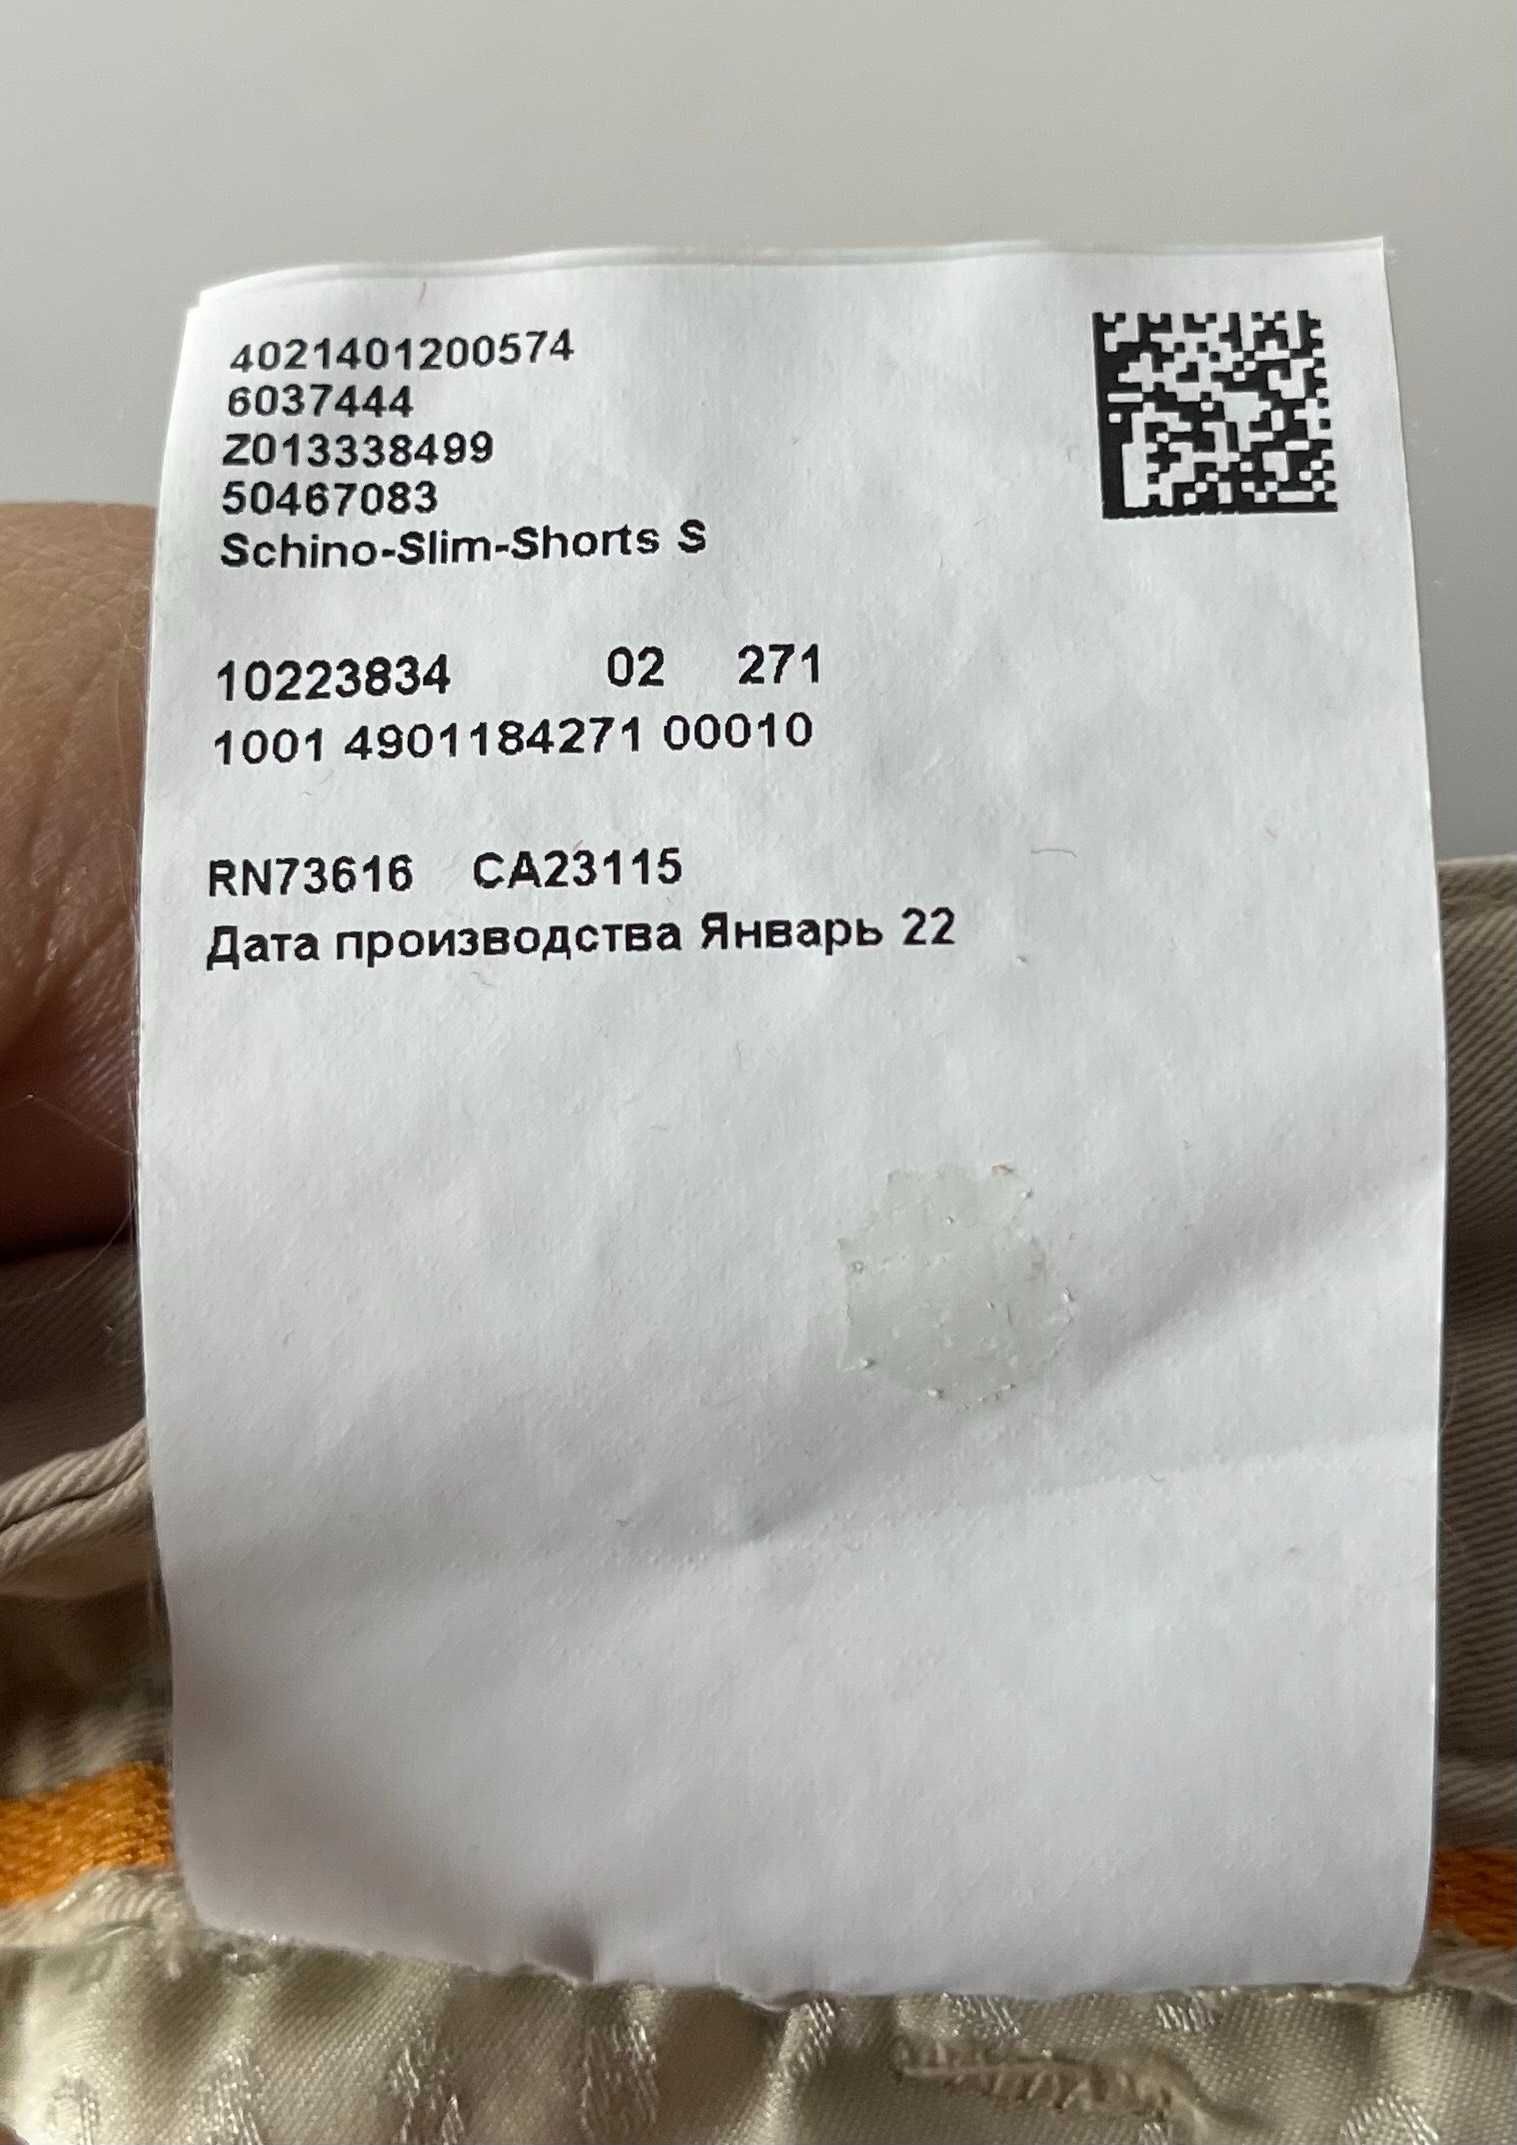 4021401200574
6037444
Z013338499
50467083
Schino-Slim-Shorts S
10223834 02 271
1001 4901184271 00010
RN73616 CA23115
Дата производства Январь 22